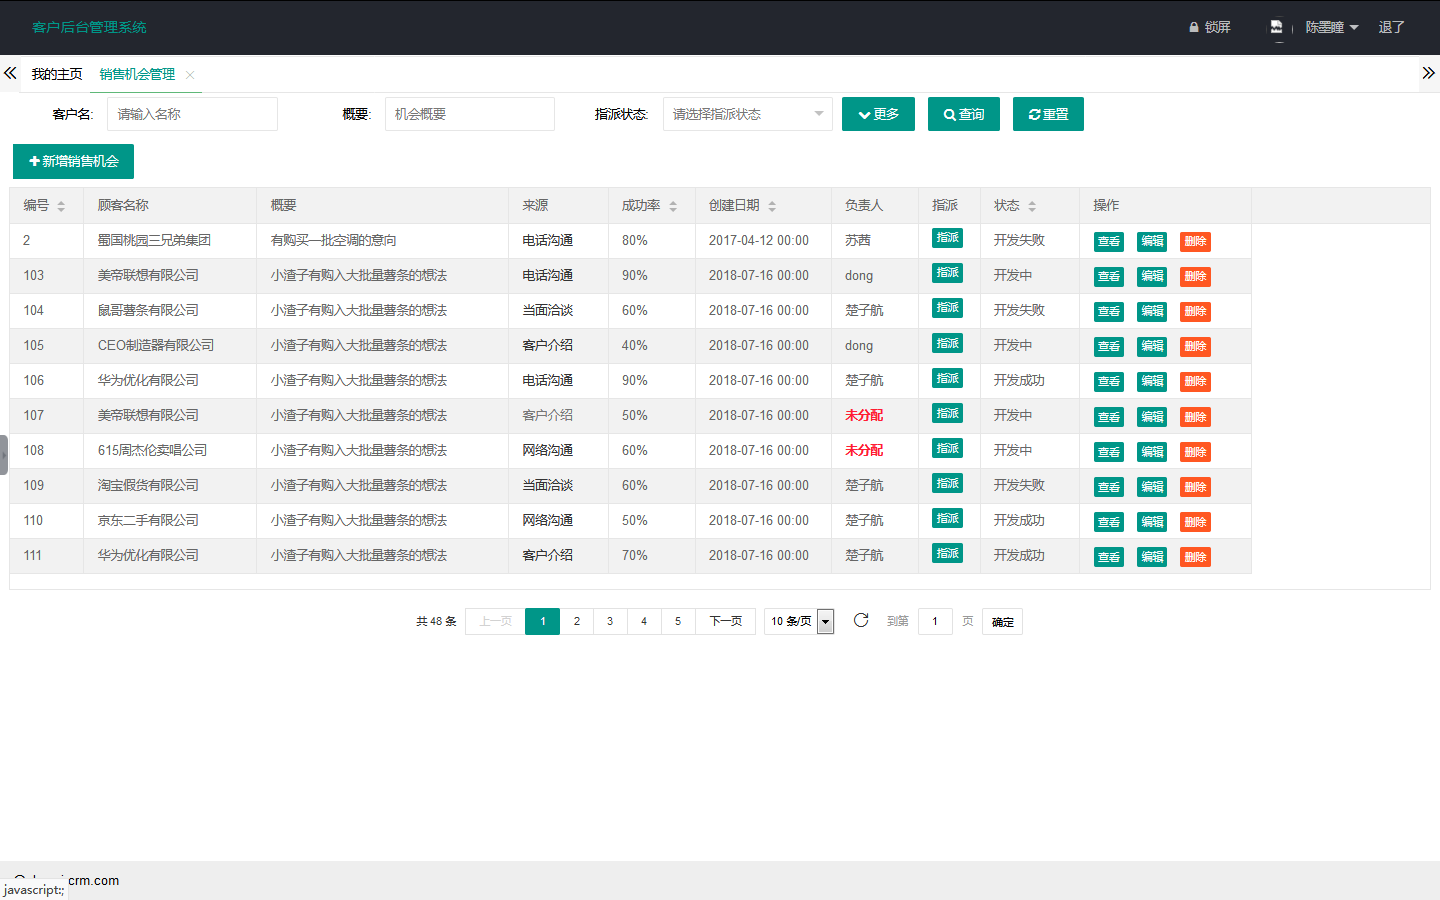 客户后台管理系统 锁屏 陈墨瞳 退了
我的主页 销售机会管理
客户名: 请输入名称 概要: 机会概要 指派状态: 请选择指派状态 更多 查询 重置
新增销售机会
编号 顾客名称 概要 来源 成功率 创建日期 负责人 指派 状态 操作
2 蜀国桃园三兄弟集团 有购买一批空调的意向 电话沟通 80% 2017-04-12 00:00 苏茜 指派 开发失败 查看 编辑 删除
103 美帝联想有限公司 小渣子有购入大批量薯条的想法 电话沟通 90% 2018-07-16 00:00 dong 指派 开发中 查看 编辑 删除
104 鼠哥薯条有限公司 小渣子有购入大批量薯条的想法 当面洽谈 60% 2018-07-16 00:00 楚子航 指派 开发失败 查看 编辑 删除
105 CEO制造器有限公司 小渣子有购入大批量薯条的想法 客户介绍 40% 2018-07-16 00:00 dong 指派 开发中 查看 编辑 删除
106 华为优化有限公司 小渣子有购入大批量薯条的想法 电话沟通 90% 2018-07-16 00:00 楚子航 指派 开发成功 查看 编辑 删除
107 美帝联想有限公司 小渣子有购入大批量薯条的想法 客户介绍 50% 2018-07-16 00:00 未分配 指派 开发中 查看 编辑 删除
108 615周杰伦卖唱公司 小渣子有购入大批量薯条的想法 网络沟通 60% 2018-07-16 00:00 未分配 指派 开发中 查看 编辑 删除
109 淘宝假货有限公司 小渣子有购入大批量薯条的想法 当面洽谈 60% 2018-07-16 00:00 楚子航 指派 开发失败 查看 编辑 删除
110 京东二手有限公司 小渣子有购入大批量薯条的想法 网络沟通 50% 2018-07-16 00:00 楚子航 指派 开发成功 查看 编辑 删除
111 华为优化有限公司 小渣子有购入大批量薯条的想法 客户介绍 70% 2018-07-16 00:00 楚子航 指派 开发成功 查看 编辑 删除
共 48 条 上一页 1 2 3 4 5 下一页 10 条/页 到第 1 页 确定
crm.com
javascript:;